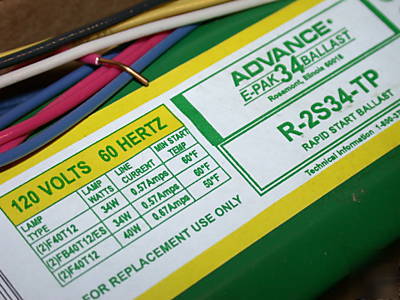 ADVANCE
E-PAK 34 BALLAST
Rosemont, Illinois 60018
R-2S34-TP
RAPID START BALLAST
Technical Information 1-800-
120 VOLTS 60 HERTZ
LAMP TYPE LAMP WATTS LINE CURRENT MIN START TEMP
(2)F40T12 34W 0.57Amps 60°F
(2)FB40T12/ES 34W 0.57Amps 60°F
(2)F40T12 40W 0.67Amps 50°F
FOR REPLACEMENT USE ONLY